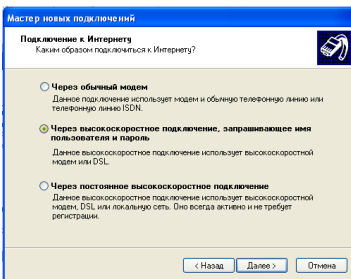 Мастер новых подключений
Подключение к Интернету
Каким образом подключиться к Интернету?
Через обычный модем
Данное подключение использует модем и обычную телефонную линию или
телефонную линию ISDN.
Через высокоскоростное подключение, запрашивающее имя
пользователя и пароль
Данное высокоскоростное подключение использует высокоскоростной
модем или DSL.
Через постоянное высокоскоростное подключение
Данное высокоскоростное подключение использует высокоскоростной
модем, DSL или локальную сеть. Оно всегда активно и не требует
регистрации.
< Назад Далее > Отмена